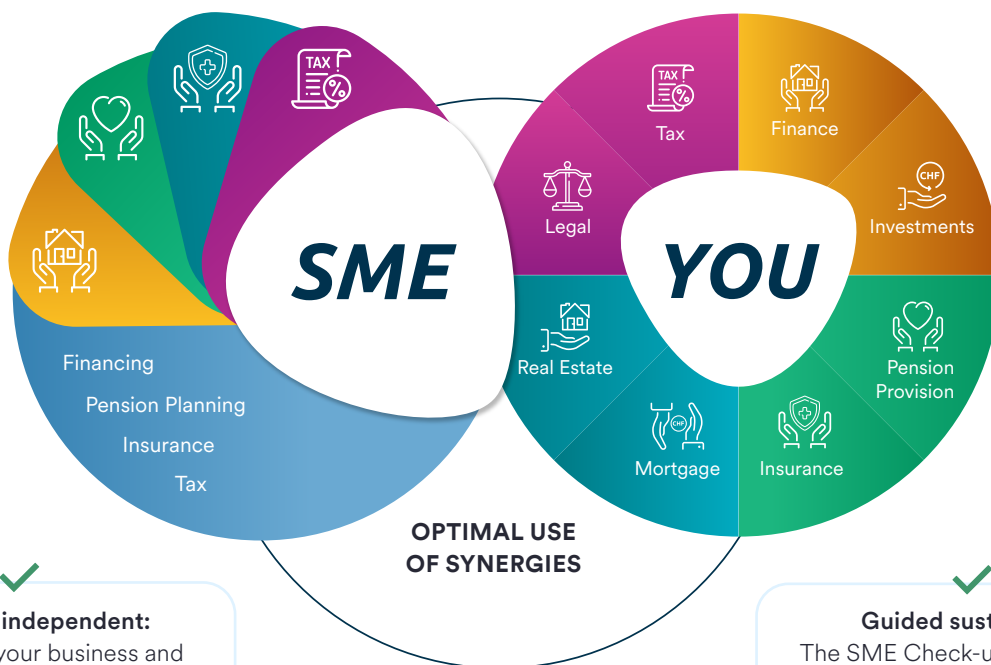 TAX
%
SME
Financing
Pension Planning
Insurance
Tax
TAX
%
Tax
Finance
Legal
CHF
Investments
YOU
Real Estate
Pension
Provision
CHF
Mortgage
Insurance
OPTIMAL USE
OF SYNERGIES
independent:
your business and
Guided sust
The SME Check-u